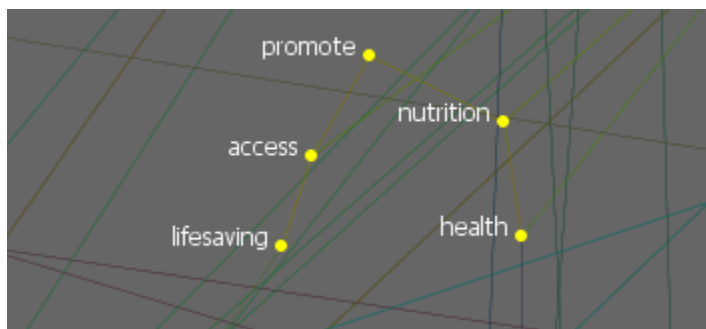 promote
nutrition
access
health
lifesaving